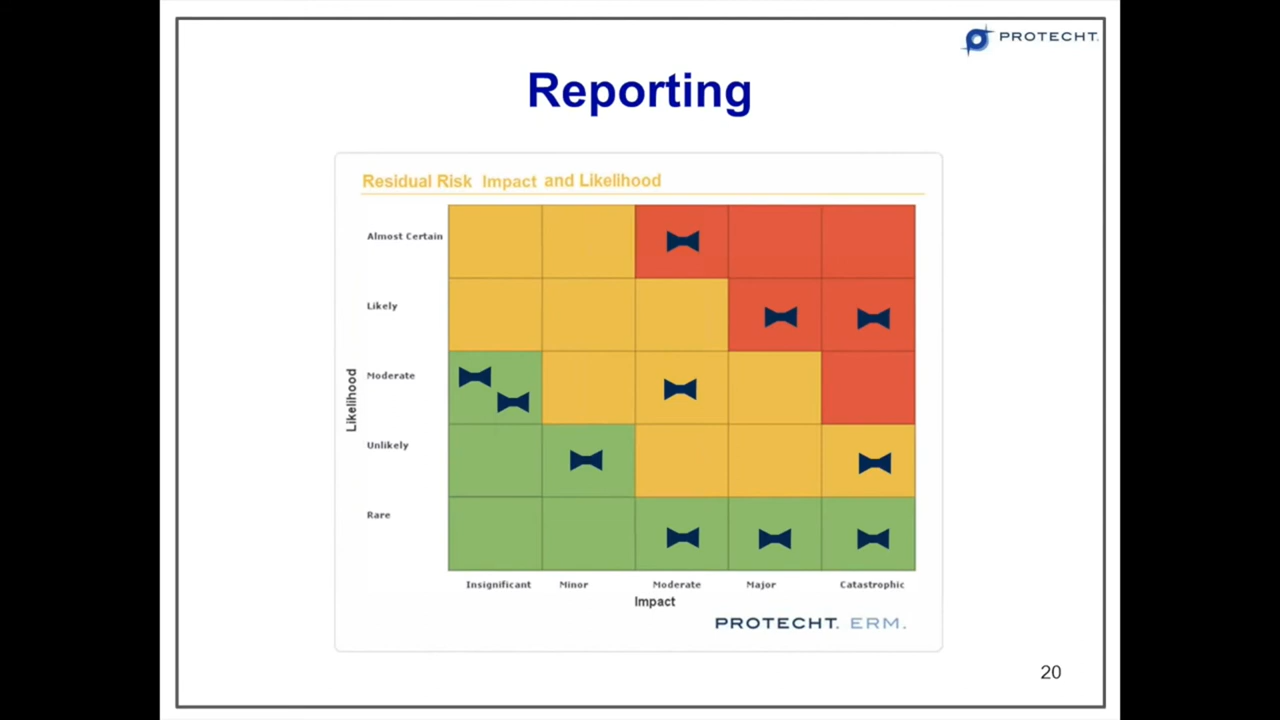 PROTECHT.
Reporting
Residual Risk Impact and Likelihood
Almost Certain
Likely
Moderate
Unlikely
Rare
Likelihood
Insignificant Minor Moderate Major Catastrophic
Impact
PROTECHT. ERM.
20